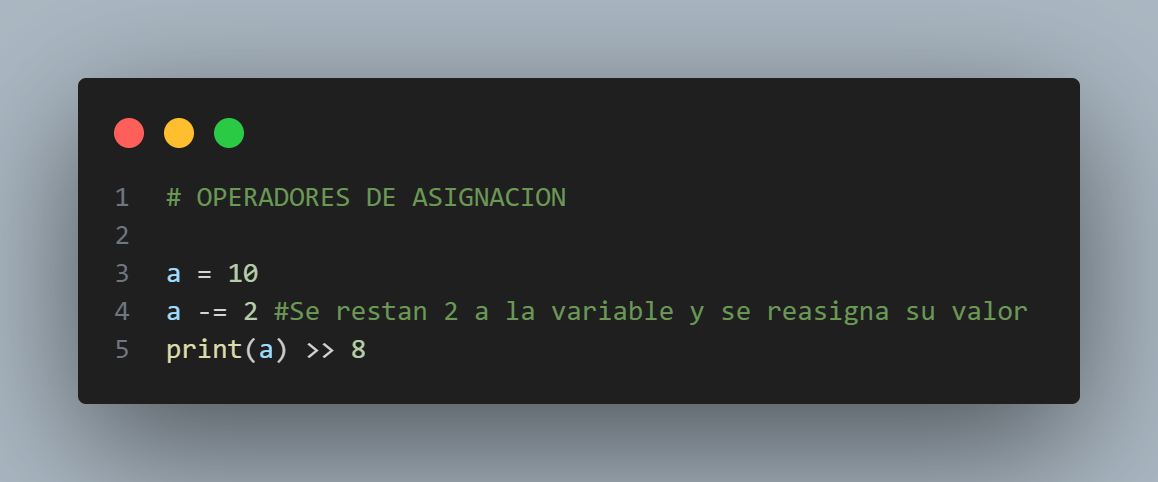 1 # OPERADORES DE ASIGNACION
2
3 a = 10
4 a -= 2 #Se restan 2 a la variable y se reasigna su valor
5 print(a) >> 8